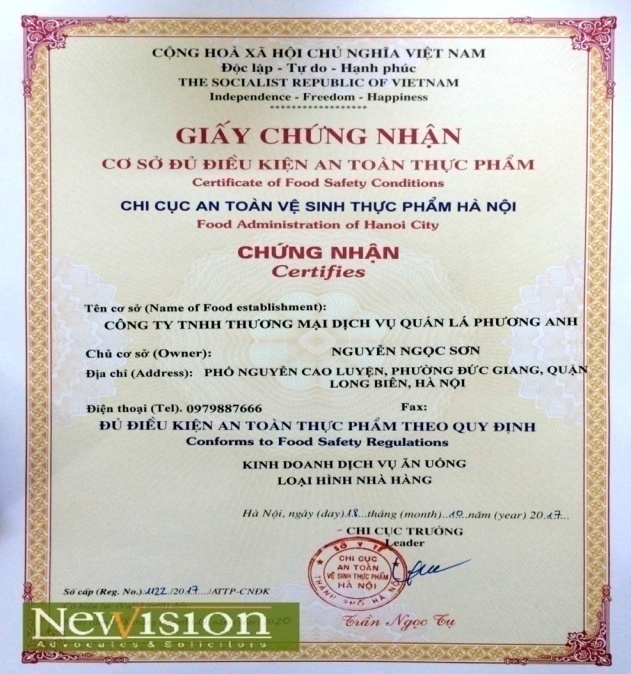 CỘNG HOÀ XÃ HỘI CHỦ NGHĨA VIỆT NAM
Độc lập - Tự do - Hạnh phúc
THE SOCIALIST REPUBLIC OF VIETNAM
Independence - Freedom - Happiness
GIẤY CHỨNG NHẬN
CƠ SỞ ĐỦ ĐIỀU KIỆN AN TOÀN THỰC PHẨM
Certificate of Food Safety Conditions
CHI CỤC AN TOÀN VỆ SINH THỰC PHẨM HÀ NỘI
Food Administration of Hanoi City
CHỨNG NHẬN
Certifies
Tên cơ sở (Name of Food establishment):
CÔNG TY TNHH THƯƠNG MẠI DỊCH VỤ QUÁN LÁ PHƯƠNG ANH
Chủ cơ sở (Owner): NGUYỄN NGỌC SƠN
Địa chỉ (Address): PHỐ NGUYỄN CAO LUYỆN, PHƯỜNG ĐỨC GIANG, QUẬN
LONG BIÊN, HÀ NỘI
Điện thoại (Tel). 0979887666 Fax:
ĐỦ ĐIỀU KIỆN AN TOÀN THỰC PHẨM THEO QUY ĐỊNH
Conforms to Food Safety Regulations
KINH DOANH DỊCH VỤ ĂN UỐNG
LOẠI HÌNH NHÀ HÀNG
Hà Nội, ngày (day) 18 tháng (month) 10 năm (year) 2017
CHI CỤC TRƯỞNG
Leader
SỞ Y TẾ
CHI CỤC
AN TOÀN
VỆ SINH THỰC PHẨM
HÀ NỘI
THÀNH PHỐ HÀ NỘI
Số cấp (Reg. No.) 1122/2017/ATTP-CNĐK
2020
Trần Ngọc Tụ
Newvision
Advocates & Solicitors